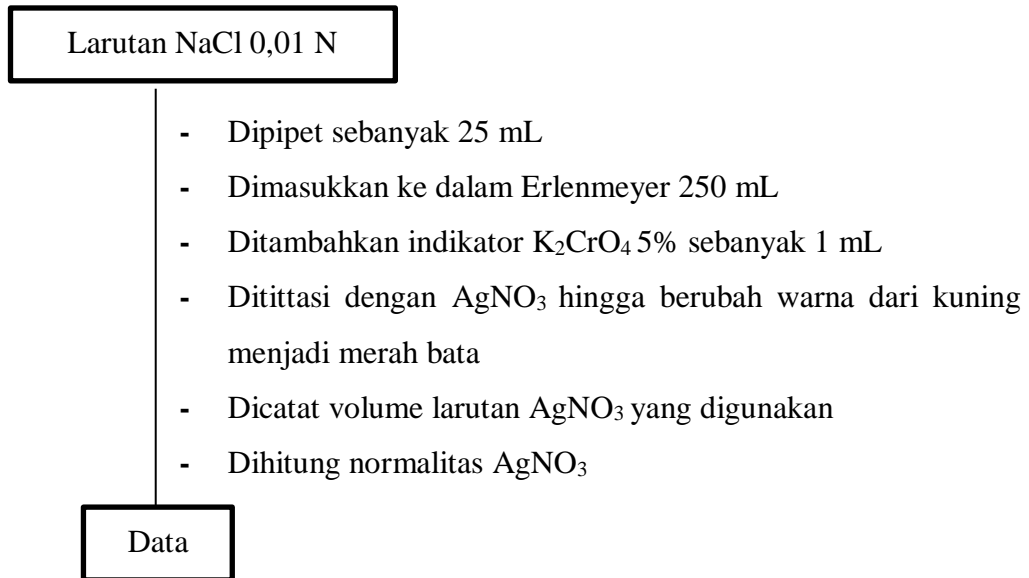 Larutan NaCl 0,01 N
- Dipipet sebanyak 25 mL
- Dimasukkan ke dalam Erlenmeyer 250 mL
- Ditambahkan indikator K₂CrO₄ 5% sebanyak 1 mL
- Ditittasi dengan AgNO₃ hingga berubah warna dari kuning
menjadi merah bata
- Dicatat volume larutan AgNO₃ yang digunakan
- Dihitung normalitas AgNO₃
Data